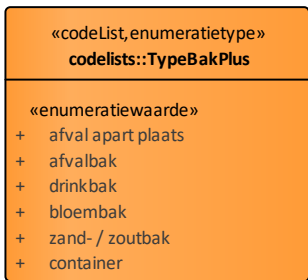 «codeList,enumeratietype»
codelists::TypeBakPlus
«enumeratiewaarde»
+ afval apart plaats
+ afvalbak
+ drinkbak
+ bloembak
+ zand- / zoutbak
+ container